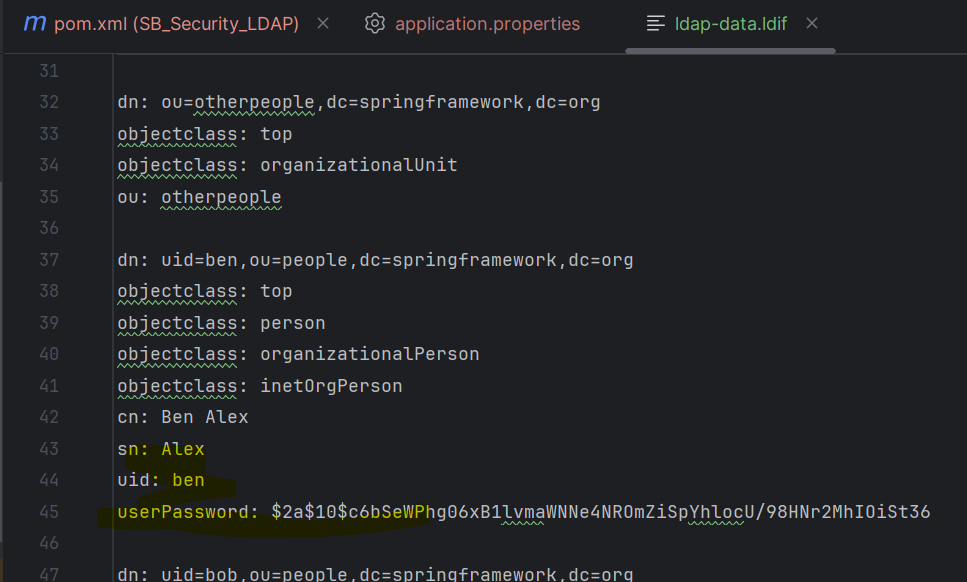 m pom.xml (SB_Security_LDAP) × application.properties ldap-data.ldif ×
31
32 dn: ou=otherpeople,dc=springframework,dc=org
33 objectclass: top
34 objectclass: organizationalUnit
35 ou: otherpeople
36
37 dn: uid=ben,ou=people,dc=springframework,dc=org
38 objectclass: top
39 objectclass: person
40 objectclass: organizationalPerson
41 objectclass: inetOrgPerson
42 cn: Ben Alex
43 sn: Alex
44 uid: ben
45 userPassword: $2a$10$c6bSeWPhg06xB1lvmaWNNe4NROmZiSpYhlocU/98HNr2MhIOiSt36
46
47 dn: uid=bob,ou=people,dc=springframework,dc=org